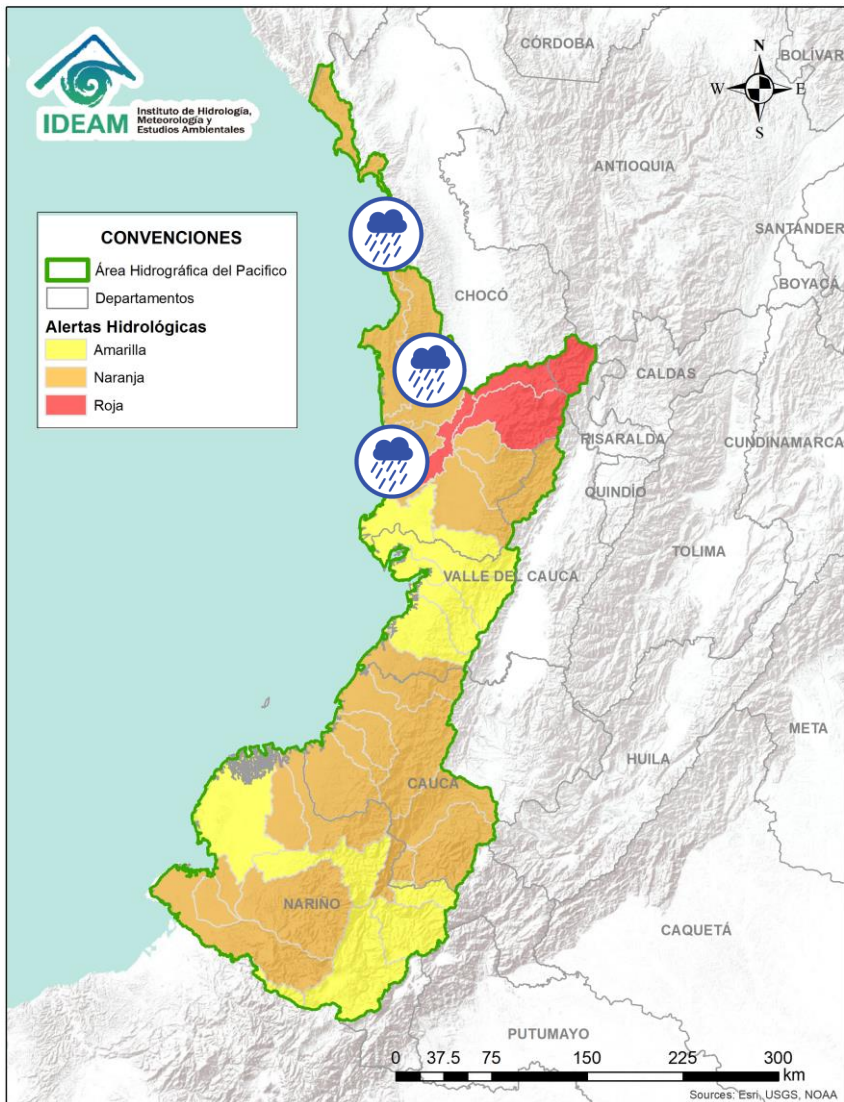 IDEAM
Instituto de Hidrología,
Meteorología y
Estudios Ambientales
CÓRDOBA
BOLÍVAR
N
W
E
S
ANTIOQUIA
SANTANDER
BOYACÁ
CONVENCIONES
Área Hidrográfica del Pacifico
Departamentos
Alertas Hidrológicas
Amarilla
Naranja
Roja
CHOCÓ
CALDAS
RISARALDA
CUNDINAMARCA
QUINDÍO
TOLIMA
VALLE DEL CAUCA
META
HUILA
CAUCA
NARIÑO
CAQUETÁ
PUTUMAYO
0 37.5 75 150 225 300
km
Sources: Esri, USGS, NOAA